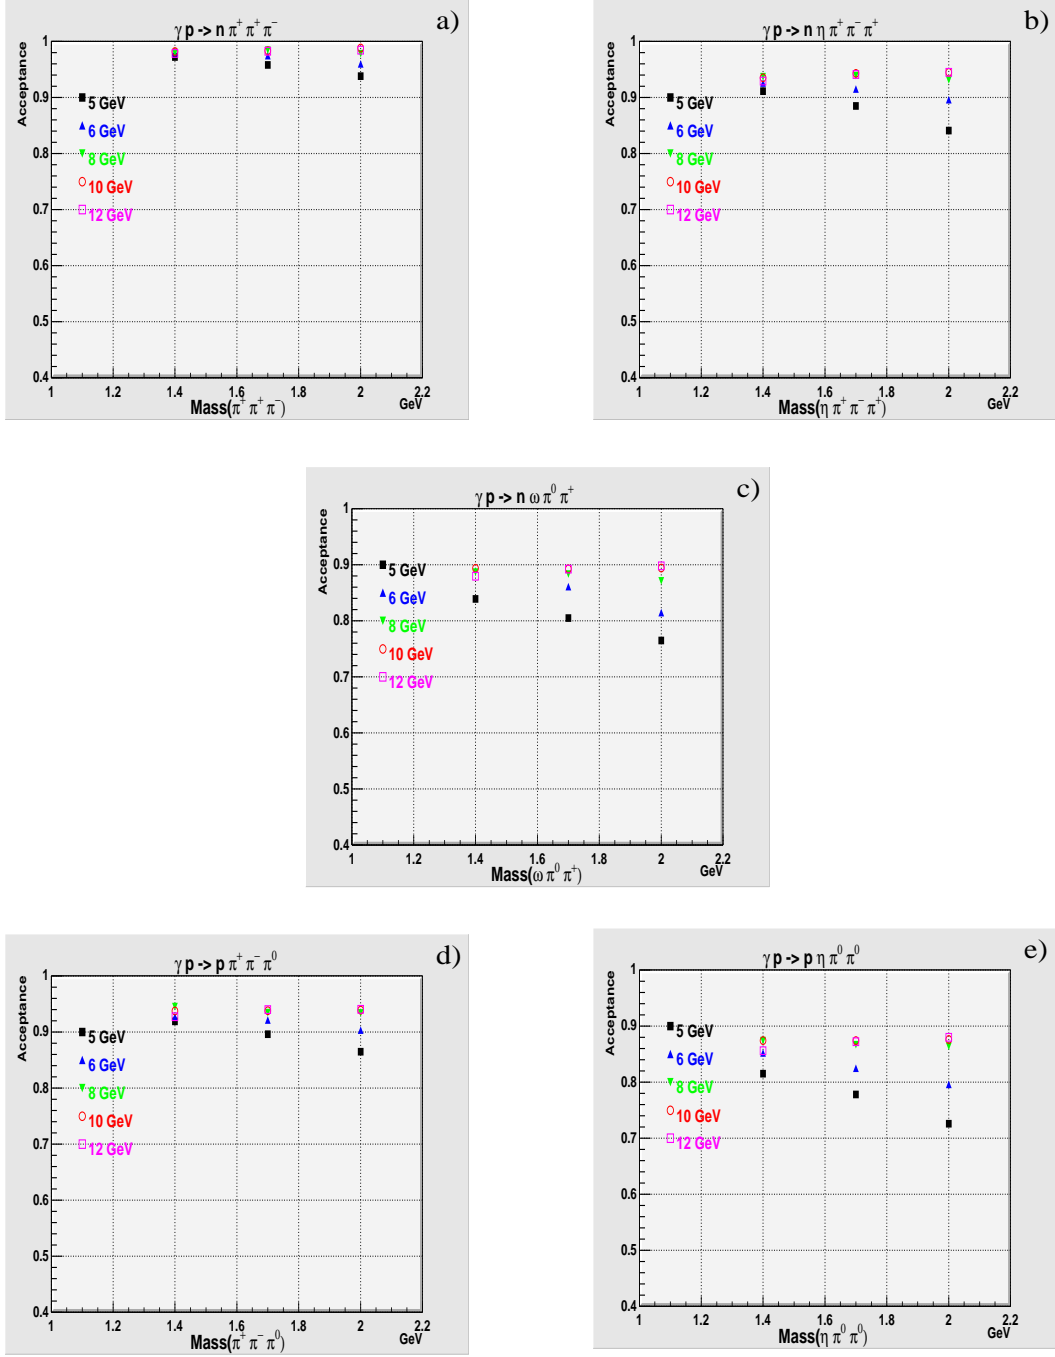 a)
γ p -> n π⁺ π⁺ π⁻
Acceptance
1
0.9
0.8
0.7
0.6
0.5
0.4
5 GeV
6 GeV
8 GeV
10 GeV
12 GeV
1 1.2 1.4 1.6 1.8 2 2.2
Mass(π⁺ π⁺ π⁻)
GeV
b)
γ p -> n η π⁺ π⁻ π⁺
Acceptance
1
0.9
0.8
0.7
0.6
0.5
0.4
5 GeV
6 GeV
8 GeV
10 GeV
12 GeV
1 1.2 1.4 1.6 1.8 2 2.2
Mass(η π⁺ π⁻ π⁺)
GeV
c)
γ p -> n ω π⁰ π⁺
Acceptance
1
0.9
0.8
0.7
0.6
0.5
0.4
5 GeV
6 GeV
8 GeV
10 GeV
12 GeV
1 1.2 1.4 1.6 1.8 2 2.2
Mass(ω π⁰ π⁺)
GeV
d)
γ p -> p π⁺ π⁻ π⁰
Acceptance
1
0.9
0.8
0.7
0.6
0.5
0.4
5 GeV
6 GeV
8 GeV
10 GeV
12 GeV
1 1.2 1.4 1.6 1.8 2 2.2
Mass(π⁺ π⁻ π⁰)
GeV
e)
γ p -> p η π⁰ π⁰
Acceptance
1
0.9
0.8
0.7
0.6
0.5
0.4
5 GeV
6 GeV
8 GeV
10 GeV
12 GeV
1 1.2 1.4 1.6 1.8 2 2.2
Mass(η π⁰ π⁰)
GeV